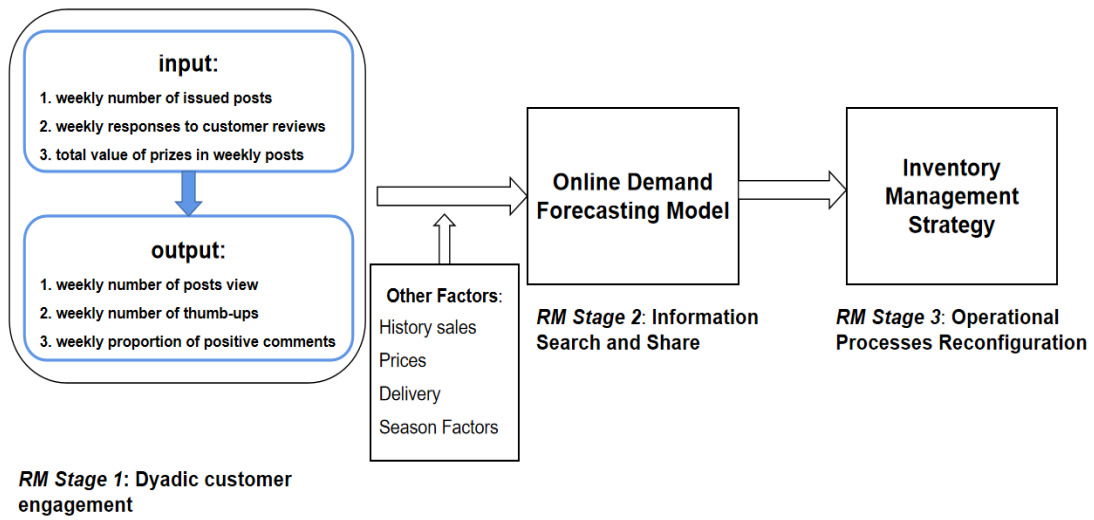 input:
1. weekly number of issued posts
2. weekly responses to customer reviews
3. total value of prizes in weekly posts
output:
1. weekly number of posts view
2. weekly number of thumb-ups
3. weekly proportion of positive comments
RM Stage 1: Dyadic customer
engagement
Other Factors:
History sales
Prices
Delivery
Season Factors
Online Demand
Forecasting Model
RM Stage 2: Information
Search and Share
Inventory
Management
Strategy
RM Stage 3: Operational
Processes Reconfiguration